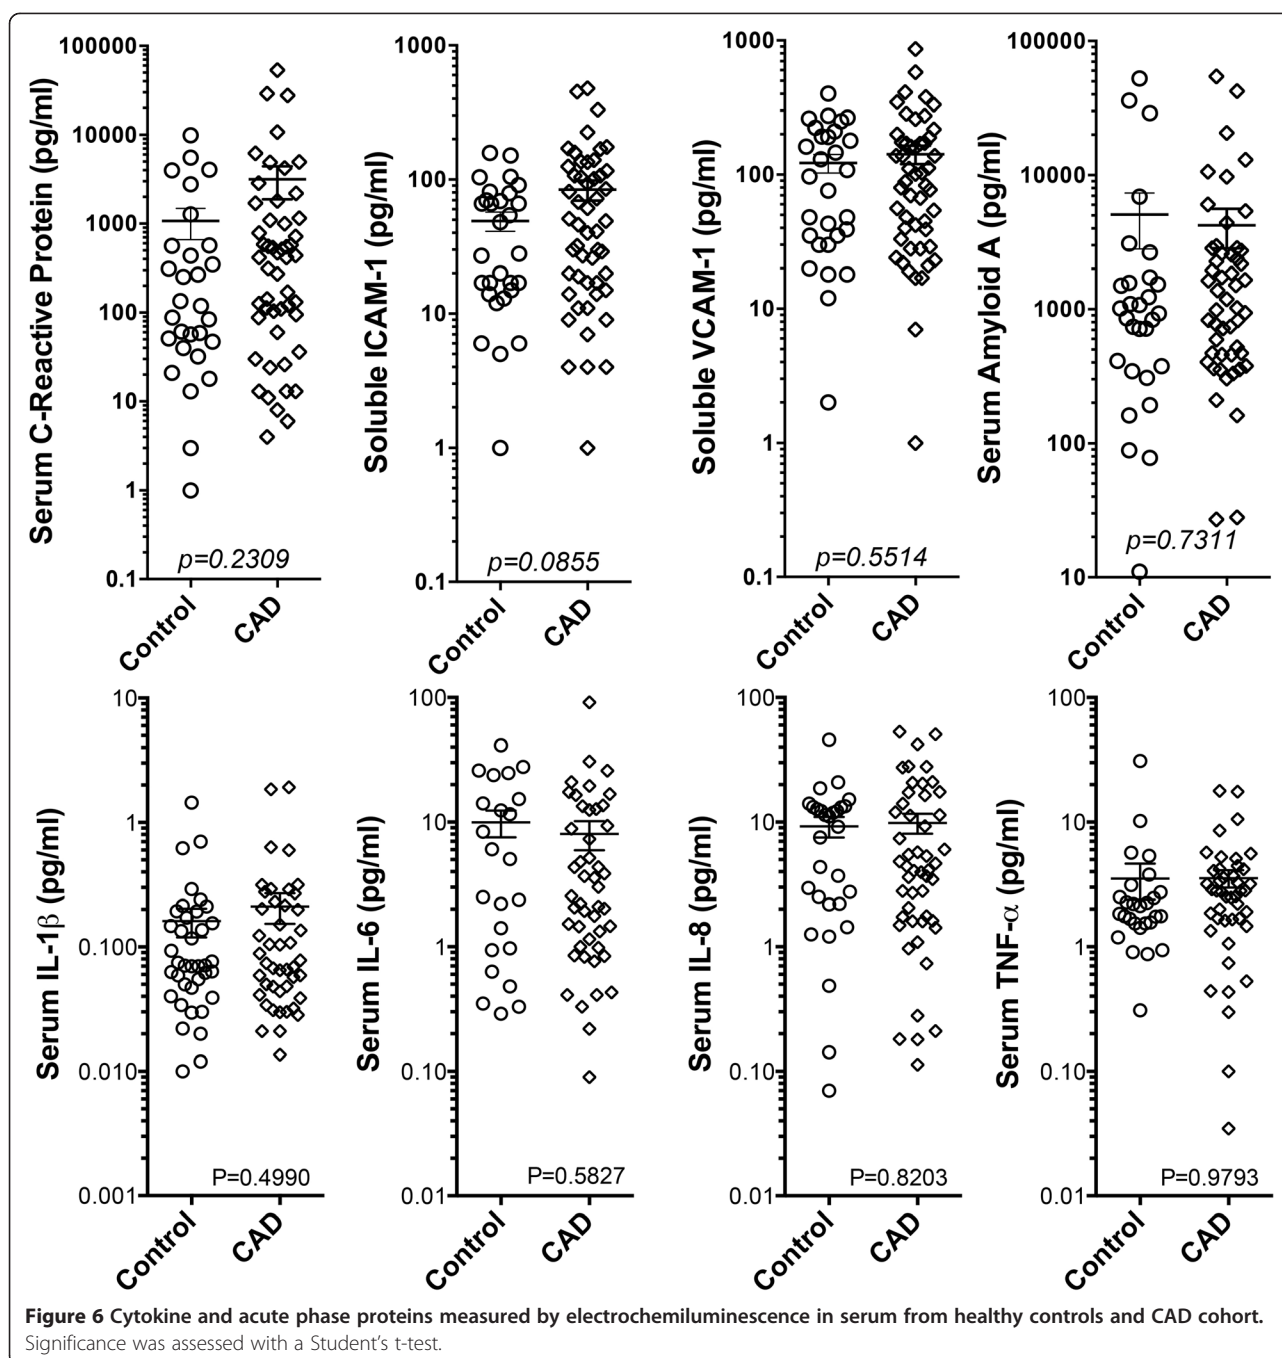 Serum C-Reactive Protein (pg/ml)
100000
10000
1000
100
10
1
0.1
p=0.2309
Control
CAD
Soluble ICAM-1 (pg/ml)
1000
100
10
1
0.1
p=0.0855
Control
CAD
Soluble VCAM-1 (pg/ml)
1000
100
10
1
0.1
p=0.5514
Control
CAD
Serum Amyloid A (pg/ml)
100000
10000
1000
100
10
p=0.7311
Control
CAD
Serum IL-1β (pg/ml)
10
1
0.100
0.010
0.001
P=0.4990
Control
CAD
Serum IL-6 (pg/ml)
100
10
1
0.10
0.01
P=0.5827
Control
CAD
Serum IL-8 (pg/ml)
100
10
1
0.10
0.01
P=0.8203
Control
CAD
Serum TNF-α (pg/ml)
100
10
1
0.10
0.01
P=0.9793
Control
CAD
Figure 6 Cytokine and acute phase proteins measured by electrochemiluminescence in serum from healthy controls and CAD cohort.
Significance was assessed with a Student's t-test.